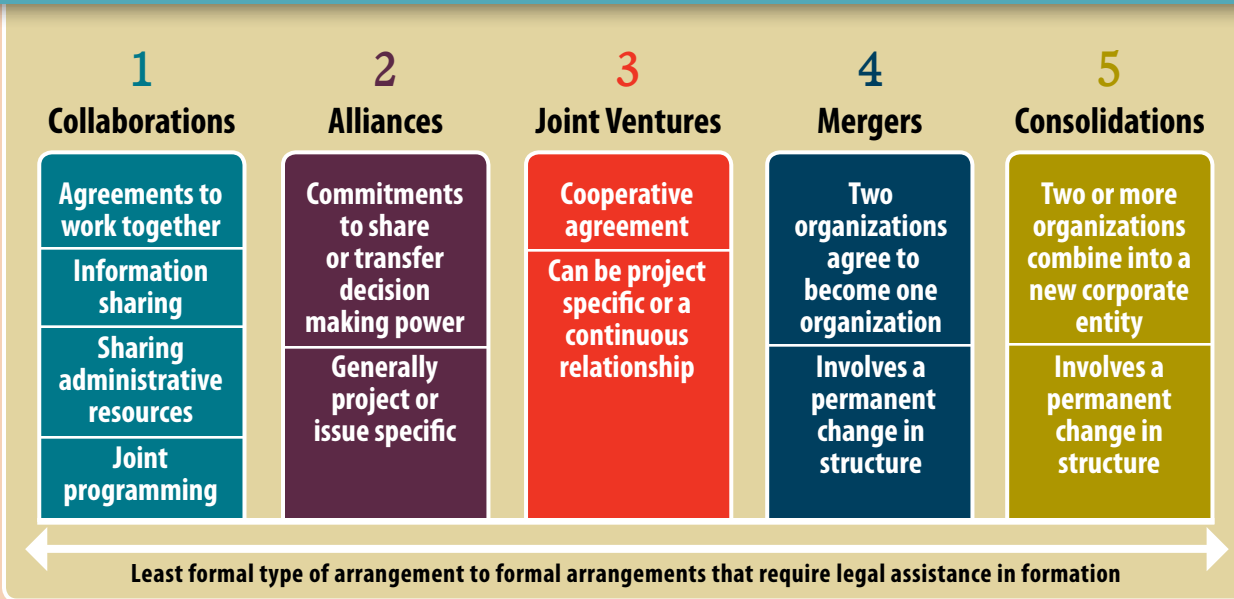 1
Collaborations
Agreements to
work together
Information
sharing
Sharing
administrative
resources
Joint
programming
2
Alliances
Commitments
to share
or transfer
decision
making power
Generally
project or
issue specific
3
Joint Ventures
Cooperative
agreement
Can be project
specific or a
continuous
relationship
4
Mergers
Two
organizations
agree to
become one
organization
Involves a
permanent
change in
structure
5
Consolidations
Two or more
organizations
combine into a
new corporate
entity
Involves a
permanent
change in
structure
Least formal type of arrangement to formal arrangements that require legal assistance in formation